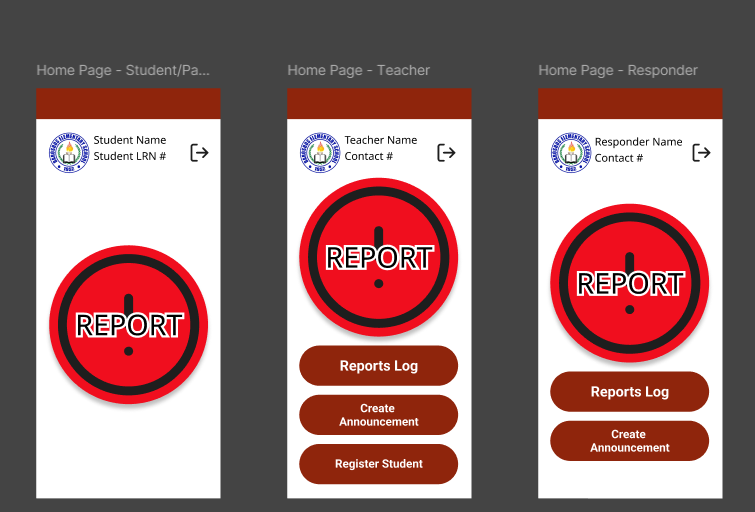 Home Page - Student/Pa...
Home Page - Teacher
Home Page - Responder
Student Name
Student LRN #
REPORT
Teacher Name
Contact #
REPORT
Reports Log
Create
Announcement
Register Student
Responder Name
Contact #
REPORT
Reports Log
Create
Announcement